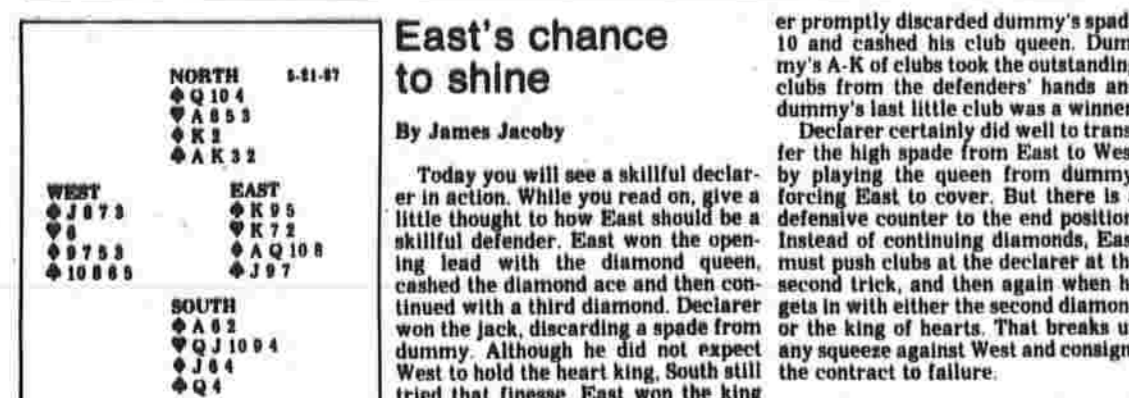 NORTH 5-21-87
♠ Q 10 4
♥ A 8 5 3
♦ K 2
♣ A K 3 2
WEST EAST
♠ J 8 7 3 ♠ K 9 5
♥ 6 ♥ K 7 2
♦ 9 7 5 3 ♦ A Q 10 8
♣ 10 8 6 5 ♣ J 9 7
SOUTH
♠ A 6 2
♥ Q J 10 9 4
♦ J 6 4
♣ Q 4
East's chance
to shine
By James Jacoby
Today you will see a skillful declar-
er in action. While you read on, give a
little thought to how East should be a
skillful defender. East won the open-
ing lead with the diamond queen,
cashed the diamond ace and then con-
tinued with a third diamond. Declarer
won the jack, discarding a spade from
dummy. Although he did not expect
West to hold the heart king, South still
tried that finesse. East won the king
er promptly discarded dummy's spad
10 and cashed his club queen. Dum
my's A-K of clubs took the outstanding
clubs from the defenders' hands an
dummy's last little club was a winner
Declarer certainly did well to trans
fer the high spade from East to Wes
by playing the queen from dummy
forcing East to cover. But there is
defensive counter to the end position
Instead of continuing diamonds, Eas
must push clubs at the declarer at th
second trick, and then again when h
gets in with either the second diamon
or the king of hearts. That breaks u
any squeeze against West and consign
the contract to failure.